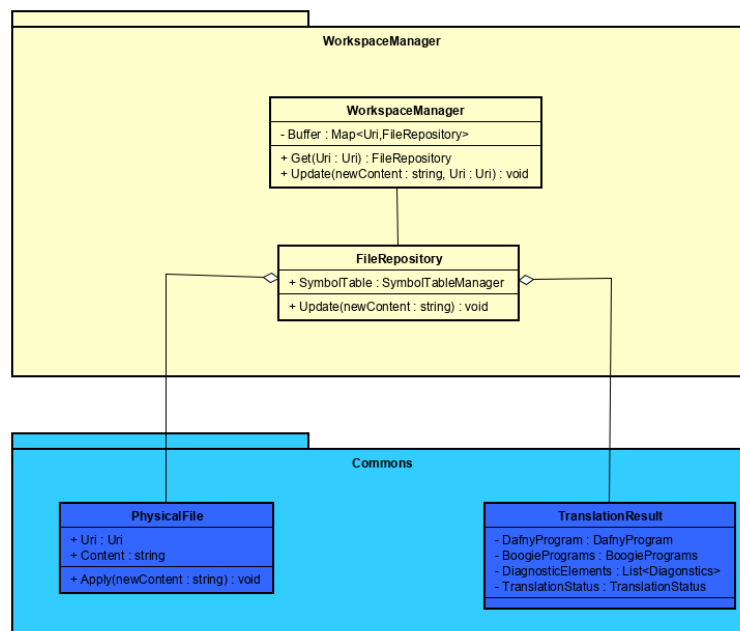 WorkspaceManager
WorkspaceManager
- Buffer : Map<Uri,FileRepository>
+ Get(Uri : Uri) : FileRepository
+ Update(newContent : string, Uri : Uri) : void
FileRepository
+ SymbolTable : SymbolTableManager
+ Update(newContent : string) : void
Commons
PhysicalFile
+ Uri : Uri
+ Content : string
+ Apply(newContent : string) : void
TranslationResult
- DafnyProgram : DafnyProgram
- BoogiePrograms : BoogiePrograms
- DiagnosticElements : List<Diagonstics>
- TranslationStatus : TranslationStatus